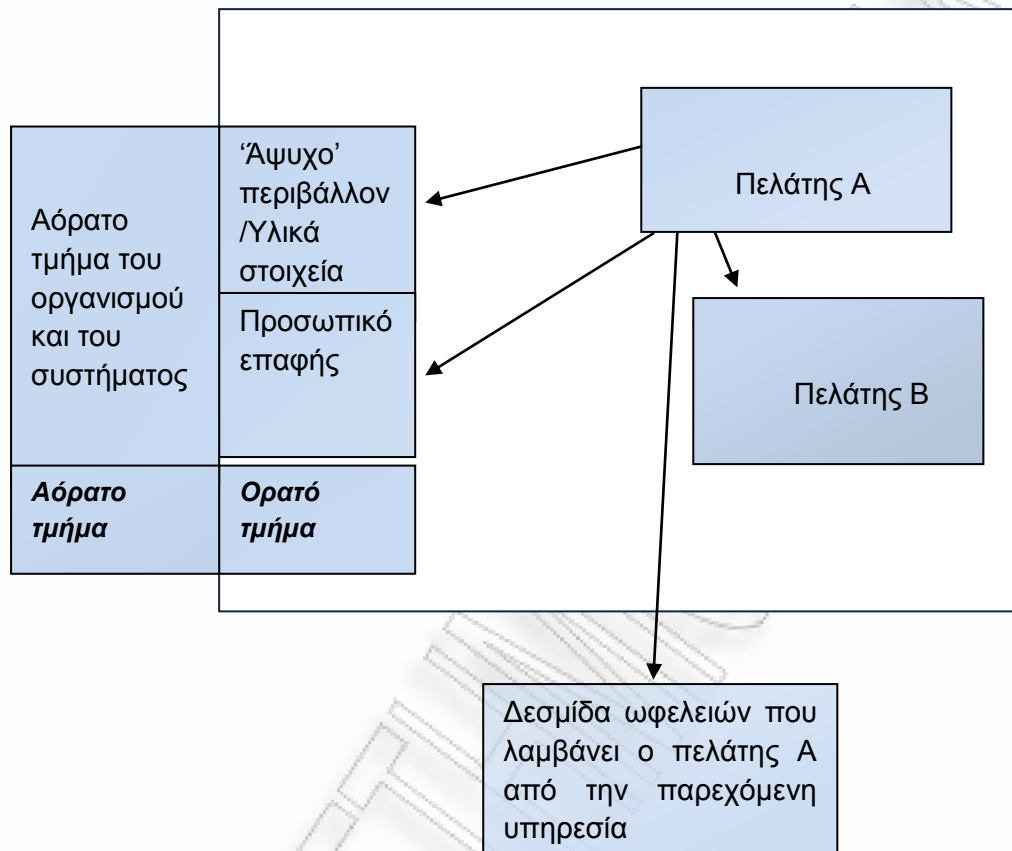 Αόρατο
τμήμα του
οργανισμού
και του
συστήματος
‘Άψυχο’
περιβάλλον
/Υλικά
στοιχεία
Προσωπικό
επαφής
Αόρατο
τμήμα
Ορατό
τμήμα
Πελάτης Α
Πελάτης Β
Δεσμίδα ωφελειών που
λαμβάνει ο πελάτης Α
από την παρεχόμενη
υπηρεσία